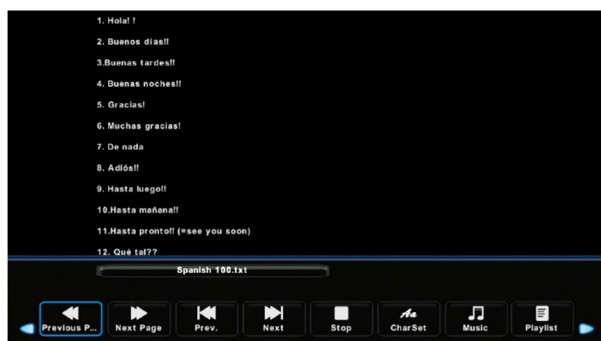 1. Hola! !
2. Buenos días!!
3.Buenas tardes!!
4. Buenas noches!!
5. Gracias!
6. Muchas gracias!
7. De nada
8. Adiós!!
9. Hasta luego!!
10.Hasta mañana!!
11.Hasta pronto!! (=see you soon)
12. Qué tal??
Spanish 100.txt
Previous P... Next Page Prev. Next Stop CharSet Music Playlist